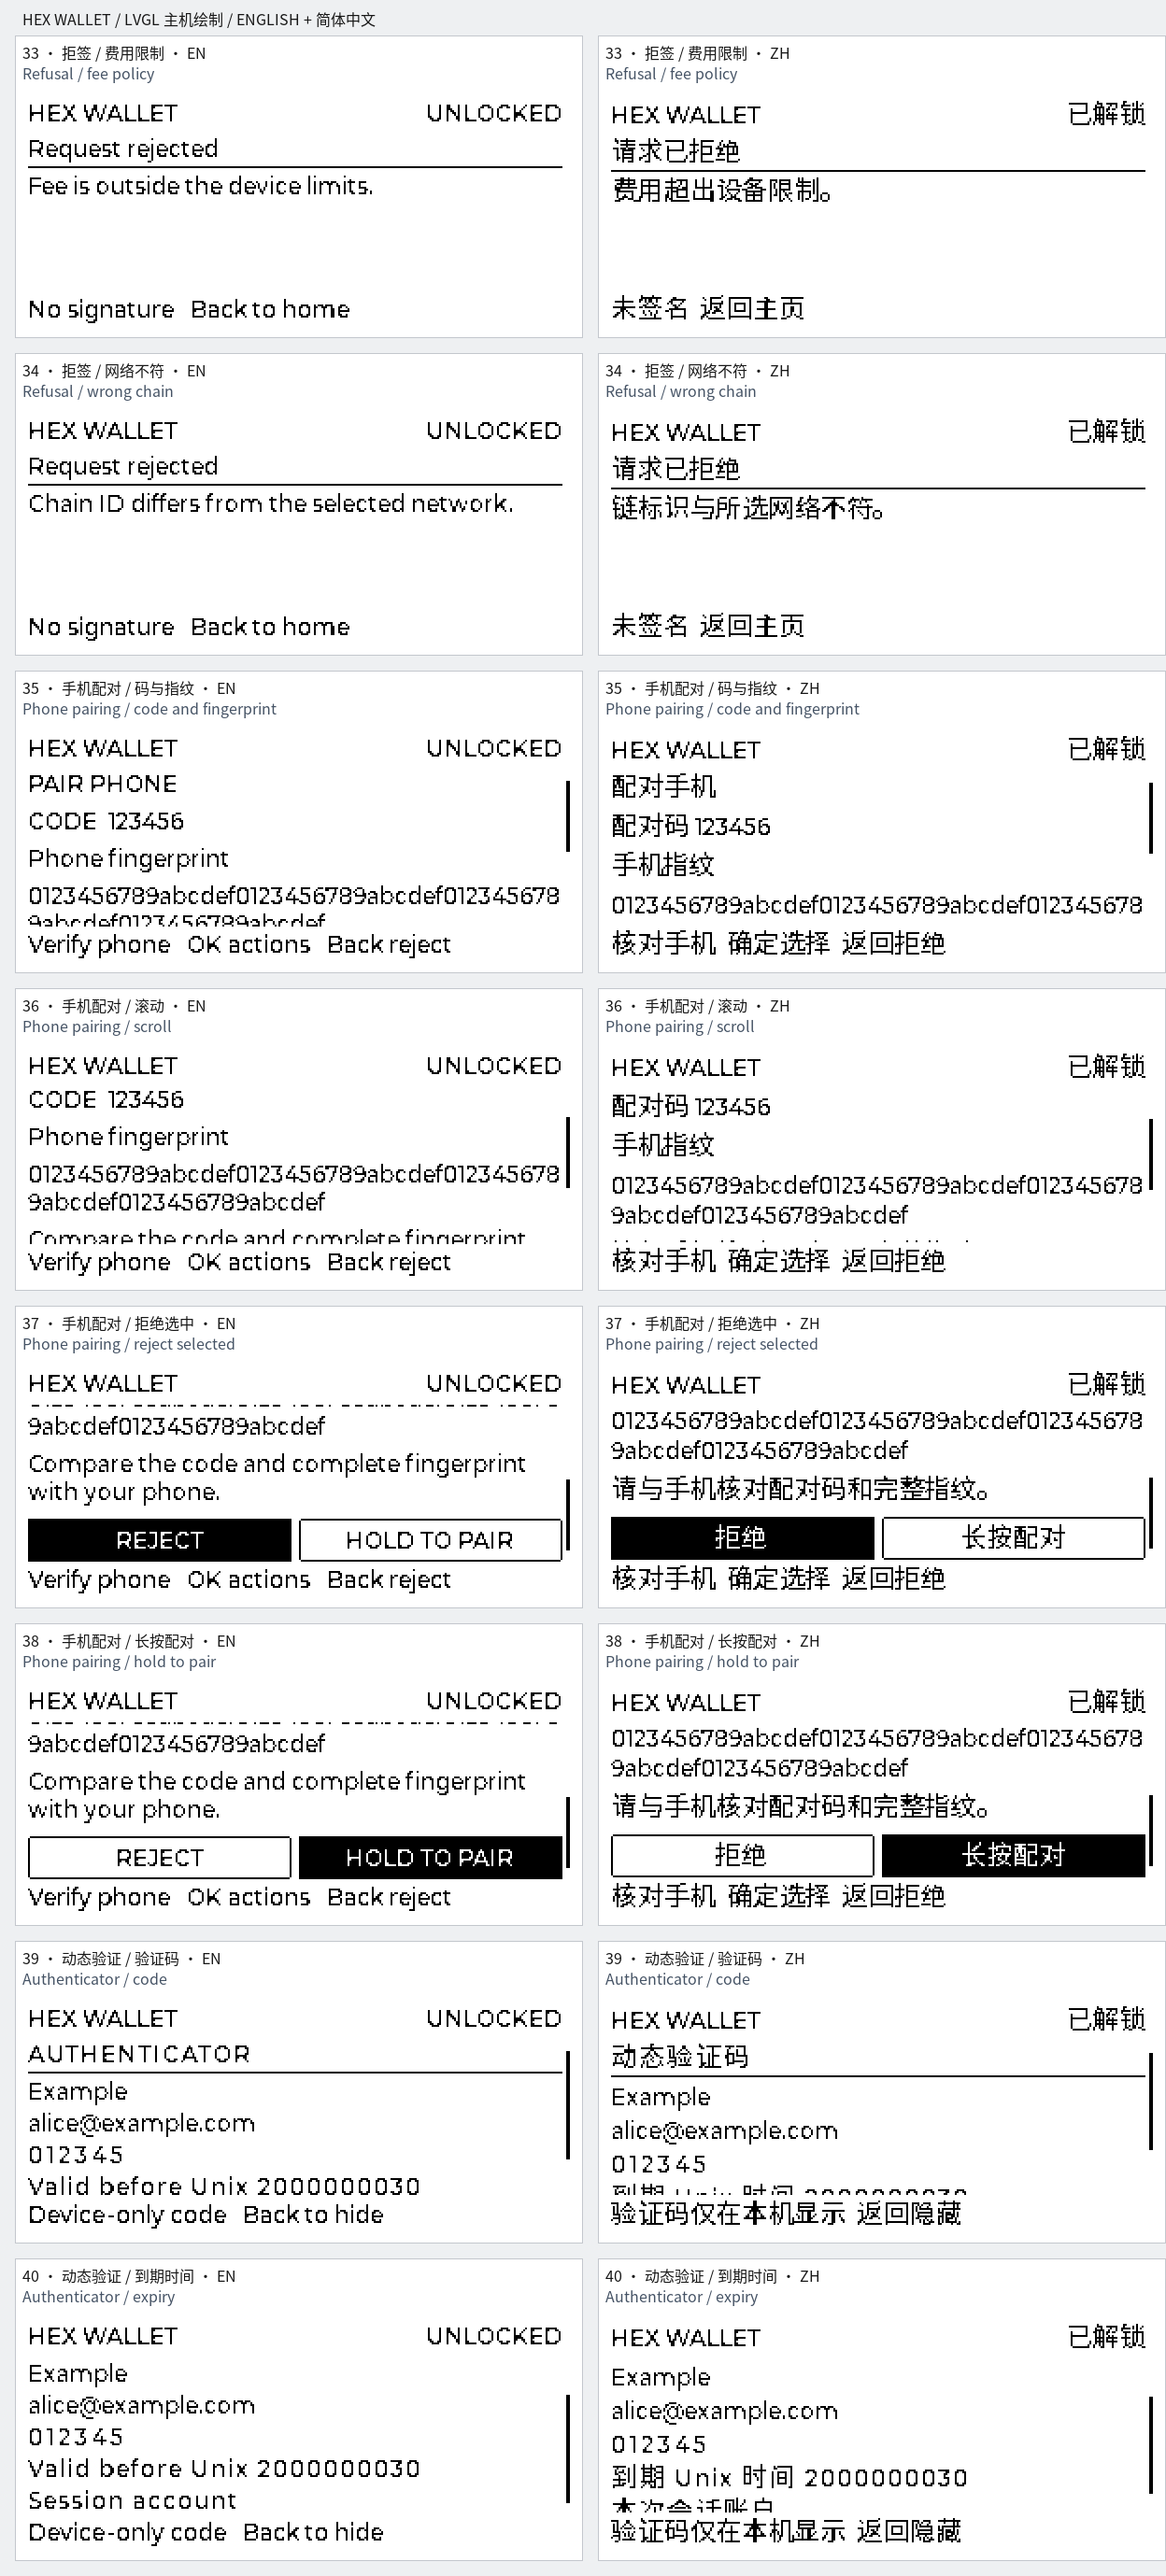 HEX WALLET / LVGL 主机绘制 / ENGLISH + 简体中文
33 · 拒签 / 费用限制 · EN
Refusal / fee policy
HEX WALLET UNLOCKED
Request rejected
Fee is outside the device limits.
No signature Back to home
33 · 拒签 / 费用限制 · ZH
Refusal / fee policy
HEX WALLET 已解锁
请求已拒绝
费用超出设备限制。
未签名 返回主页
34 · 拒签 / 网络不符 · EN
Refusal / wrong chain
HEX WALLET UNLOCKED
Request rejected
Chain ID differs from the selected network.
No signature Back to home
34 · 拒签 / 网络不符 · ZH
Refusal / wrong chain
HEX WALLET 已解锁
请求已拒绝
链标识与所选网络不符。
未签名 返回主页
35 · 手机配对 / 码与指纹 · EN
Phone pairing / code and fingerprint
HEX WALLET UNLOCKED
PAIR PHONE
CODE 123456
Phone fingerprint
0123456789abcdef0123456789abcdef012345678
9abcdef0123456789abcdef
Verify phone OK actions Back reject
35 · 手机配对 / 码与指纹 · ZH
Phone pairing / code and fingerprint
HEX WALLET 已解锁
配对手机
配对码 123456
手机指纹
0123456789abcdef0123456789abcdef012345678
核对手机 确定选择 返回拒绝
36 · 手机配对 / 滚动 · EN
Phone pairing / scroll
HEX WALLET UNLOCKED
CODE 123456
Phone fingerprint
0123456789abcdef0123456789abcdef012345678
9abcdef0123456789abcdef
Compare the code and complete fingerprint
Verify phone OK actions Back reject
36 · 手机配对 / 滚动 · ZH
Phone pairing / scroll
HEX WALLET 已解锁
配对码 123456
手机指纹
0123456789abcdef0123456789abcdef012345678
9abcdef0123456789abcdef
核对手机 确定选择 返回拒绝
37 · 手机配对 / 拒绝选中 · EN
Phone pairing / reject selected
HEX WALLET UNLOCKED
9abcdef0123456789abcdef
Compare the code and complete fingerprint
with your phone.
REJECT HOLD TO PAIR
Verify phone OK actions Back reject
37 · 手机配对 / 拒绝选中 · ZH
Phone pairing / reject selected
HEX WALLET 已解锁
0123456789abcdef0123456789abcdef012345678
9abcdef0123456789abcdef
请与手机核对配对码和完整指纹。
拒绝 长按配对
核对手机 确定选择 返回拒绝
38 · 手机配对 / 长按配对 · EN
Phone pairing / hold to pair
HEX WALLET UNLOCKED
9abcdef0123456789abcdef
Compare the code and complete fingerprint
with your phone.
REJECT HOLD TO PAIR
Verify phone OK actions Back reject
38 · 手机配对 / 长按配对 · ZH
Phone pairing / hold to pair
HEX WALLET 已解锁
0123456789abcdef0123456789abcdef012345678
9abcdef0123456789abcdef
请与手机核对配对码和完整指纹。
拒绝 长按配对
核对手机 确定选择 返回拒绝
39 · 动态验证 / 验证码 · EN
Authenticator / code
HEX WALLET UNLOCKED
AUTHENTICATOR
Example
alice@example.com
012345
Valid before Unix 2000000030
Device-only code Back to hide
39 · 动态验证 / 验证码 · ZH
Authenticator / code
HEX WALLET 已解锁
动态验证码
Example
alice@example.com
012345
到期 Unix 时间 2000000030
验证码仅在本机显示 返回隐藏
40 · 动态验证 / 到期时间 · EN
Authenticator / expiry
HEX WALLET UNLOCKED
Example
alice@example.com
012345
Valid before Unix 2000000030
Session account
Device-only code Back to hide
40 · 动态验证 / 到期时间 · ZH
Authenticator / expiry
HEX WALLET 已解锁
Example
alice@example.com
012345
到期 Unix 时间 2000000030
本次会话账户
验证码仅在本机显示 返回隐藏